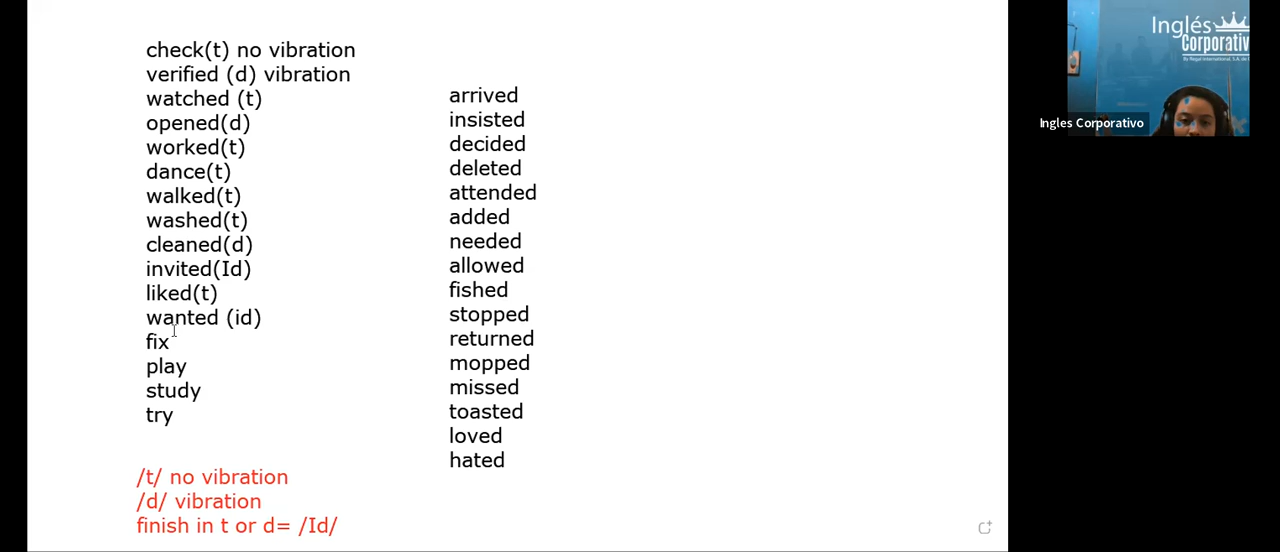 check(t) no vibration
verified (d) vibration
watched (t)
opened(d)
worked(t)
dance(t)
walked(t)
washed(t)
cleaned(d)
invited(Id)
liked(t)
wanted (id)
fix
play
study
try
/t/ no vibration
/d/ vibration
finish in t or d= /Id/
arrived
insisted
decided
deleted
attended
added
needed
allowed
fished
stopped
returned
mopped
missed
toasted
loved
hated
Inglés
Corporativ
Ingles Corporativo